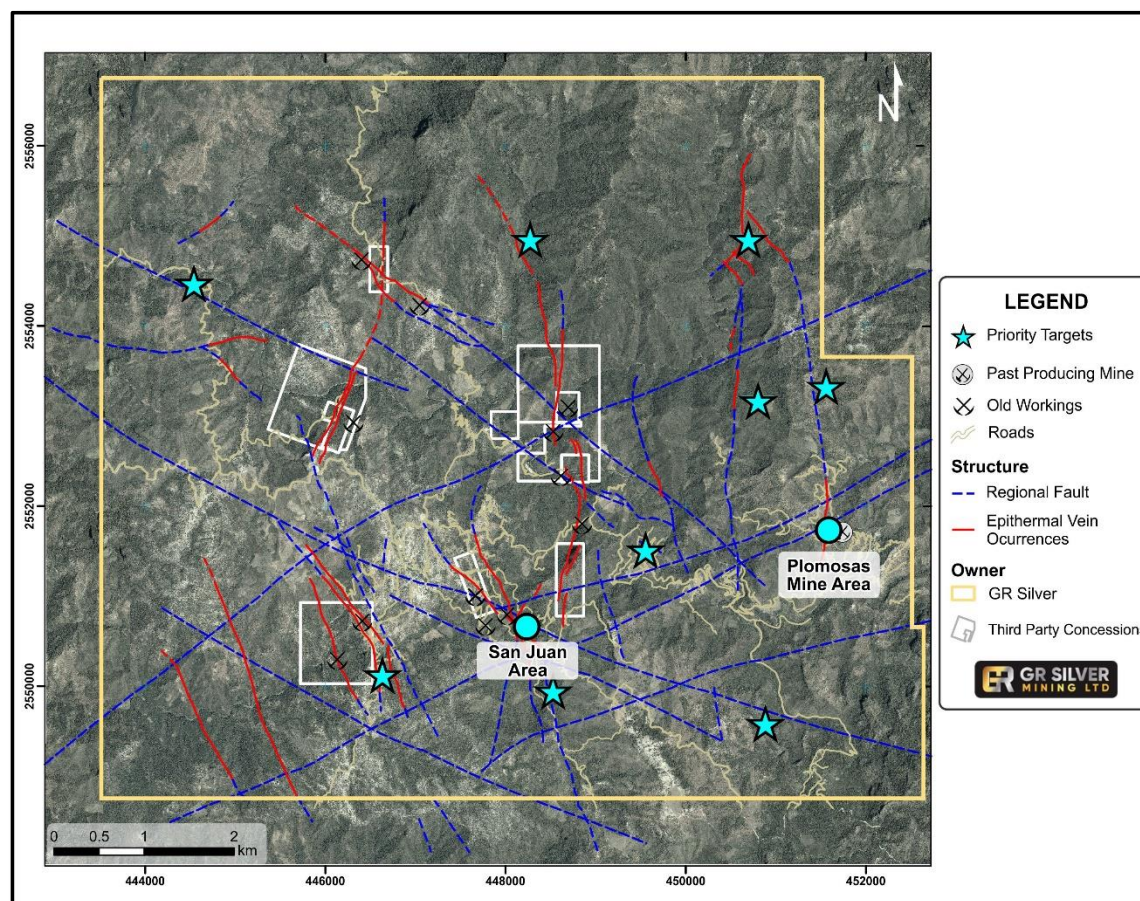 N
2556000
2554000
2552000
2550000
444000
446000
448000
450000
452000
0 0.5 1 2
km
San Juan
Area
Plomosas
Mine Area
LEGEND
Priority Targets
Past Producing Mine
Old Workings
Roads
Structure
Regional Fault
Epithermal Vein
Ocurrences
Owner
GR Silver
Third Party Concession
GR GR SILVER
MINING LTD